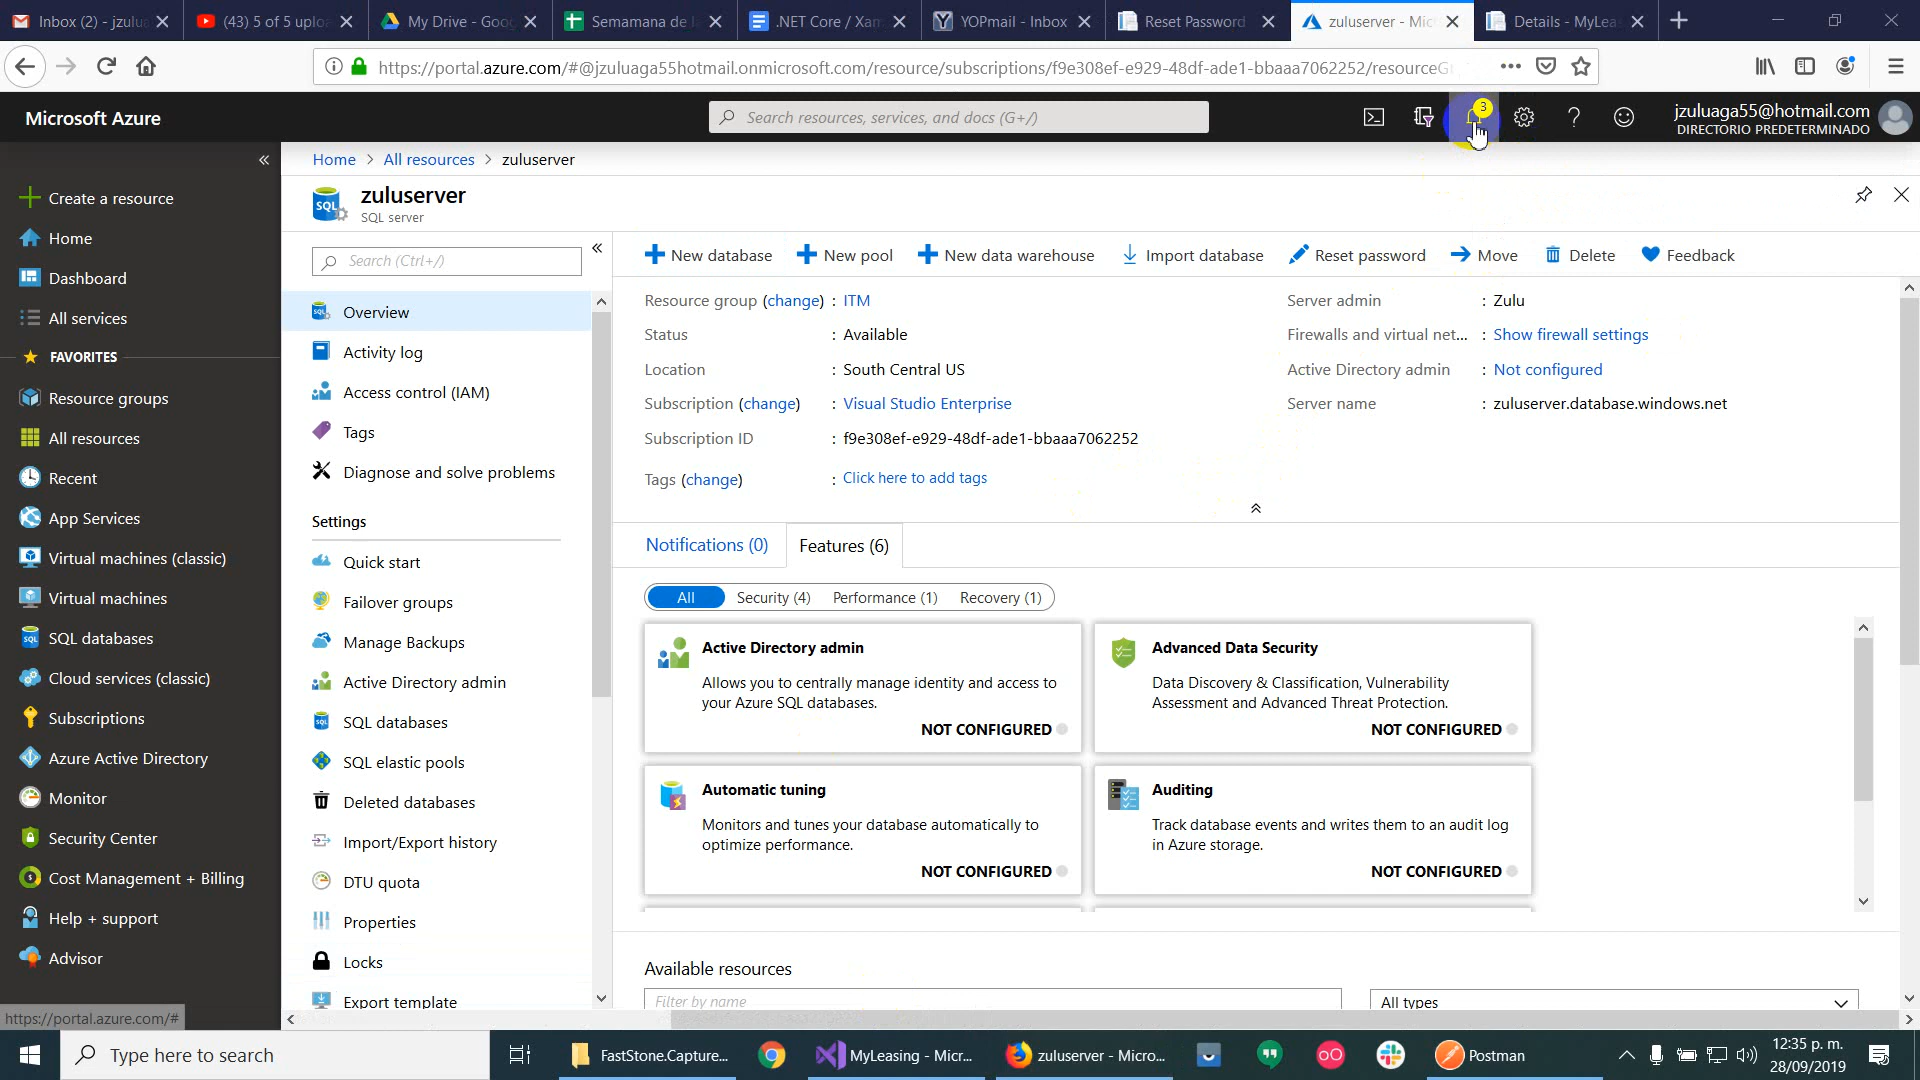 Inbox (2) - jzulu
(43) 5 of 5 uplo
My Drive - Goog
Semamana de l
.NET Core / Xam
YOPmail - Inbox
Reset Password
zuluserver - Mic
Details - MyLeas
https://portal.azure.com/#@jzuluaga55hotmail.onmicrosoft.com/resource/subscriptions/f9e308ef-e929-48df-ade1-bbaaa7062252/resourceG
Microsoft Azure
Search resources, services, and docs (G+/)
3
jzuluaga55@hotmail.com
DIRECTORIO PREDETERMINADO
Home > All resources > zuluserver
zuluserver
SQL server
Create a resource
Home
Dashboard
All services
FAVORITES
Resource groups
All resources
Recent
App Services
Virtual machines (classic)
Virtual machines
SQL databases
Cloud services (classic)
Subscriptions
Azure Active Directory
Monitor
Security Center
Cost Management + Billing
Help + support
Advisor
https://portal.azure.com/#
Search (Ctrl+/)
Overview
Activity log
Access control (IAM)
Tags
Diagnose and solve problems
Settings
Quick start
Failover groups
Manage Backups
Active Directory admin
SQL databases
SQL elastic pools
Deleted databases
Import/Export history
DTU quota
Properties
Locks
Export template
New database
New pool
New data warehouse
Import database
Reset password
Move
Delete
Feedback
Resource group (change) : ITM
Status : Available
Location : South Central US
Subscription (change) : Visual Studio Enterprise
Subscription ID : f9e308ef-e929-48df-ade1-bbaaa7062252
Tags (change) : Click here to add tags
Server admin : Zulu
Firewalls and virtual net... : Show firewall settings
Active Directory admin : Not configured
Server name : zuluserver.database.windows.net
Notifications (0)
Features (6)
All
Security (4)
Performance (1)
Recovery (1)
Active Directory admin
Allows you to centrally manage identity and access to
your Azure SQL databases.
NOT CONFIGURED
Advanced Data Security
Data Discovery & Classification, Vulnerability
Assessment and Advanced Threat Protection.
NOT CONFIGURED
Automatic tuning
Monitors and tunes your database automatically to
optimize performance.
NOT CONFIGURED
Auditing
Track database events and writes them to an audit log
in Azure storage.
NOT CONFIGURED
Available resources
Filter by name
All types
Type here to search
FastStone.Capture...
MyLeasing - Micr...
zuluserver - Micro...
Postman
12:35 p. m.
28/09/2019